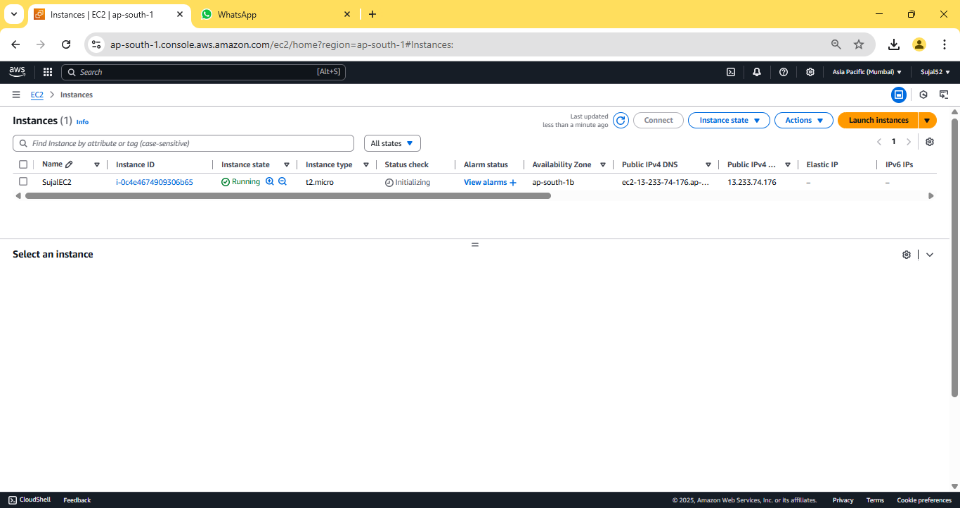 Instances | EC2 | ap-south-1
WhatsApp
ap-south-1.console.aws.amazon.com/ec2/home?region=ap-south-1#Instances:
aws
Search [Alt+S]
Asia Pacific (Mumbai)
Sujal52
EC2 > Instances
Instances (1) Info
Last updated
less than a minute ago
Connect
Instance state
Actions
Launch instances
Find Instance by attribute or tag (case-sensitive)
All states
1
Name Instance ID Instance state Instance type Status check Alarm status Availability Zone Public IPv4 DNS Public IPv4 ... Elastic IP IPv6 IPs
SujalEC2 i-0c4e4674909306b65 Running t2.micro Initializing View alarms + ap-south-1b ec2-13-233-74-176.ap-... 13.233.74.176 – –
Select an instance
CloudShell Feedback © 2025, Amazon Web Services, Inc. or its affiliates. Privacy Terms Cookie preferences